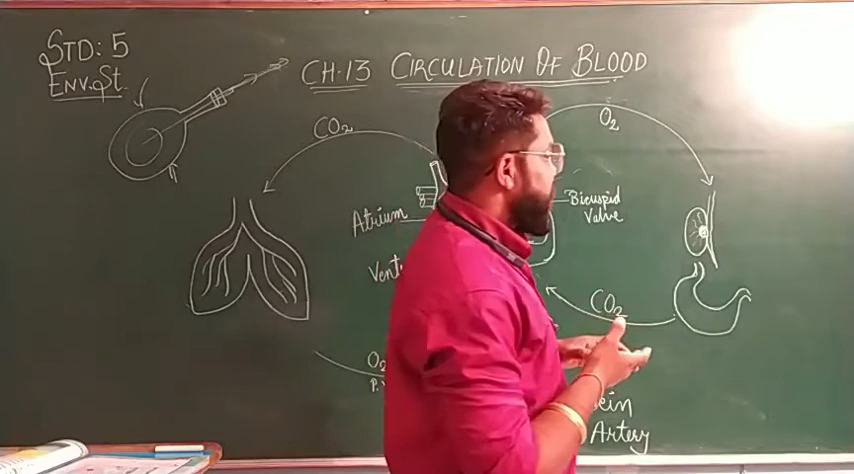 STD: 5
ENV. St.
CH. 13 CIRCULATION OF BLOOD
CO2
O2
Atrium
Bicuspid
Valve
CO2
O2
Artery